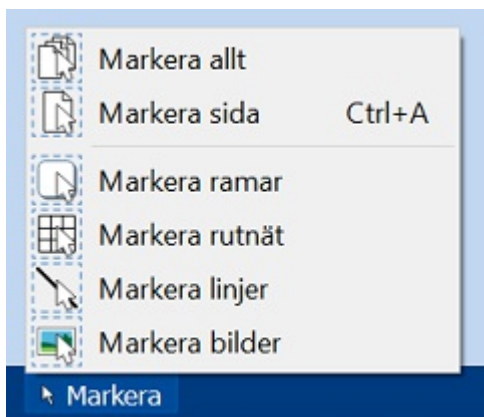 Markera allt
Markera sida Ctrl+A
Markera ramar
Markera rutnät
Markera linjer
Markera bilder
Markera